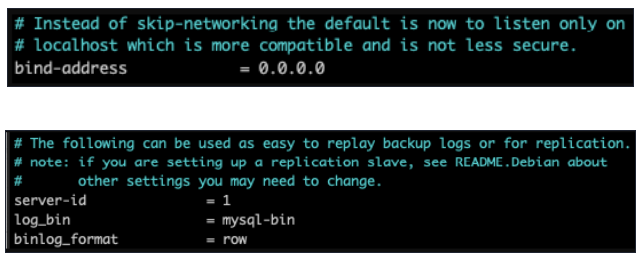 # Instead of skip-networking the default is now to listen only on
# localhost which is more compatible and is not less secure.
bind-address = 0.0.0.0
# The following can be used as easy to replay backup logs or for replication.
# note: if you are setting up a replication slave, see README.Debian about
# other settings you may need to change.
server-id = 1
log_bin = mysql-bin
binlog_format = row